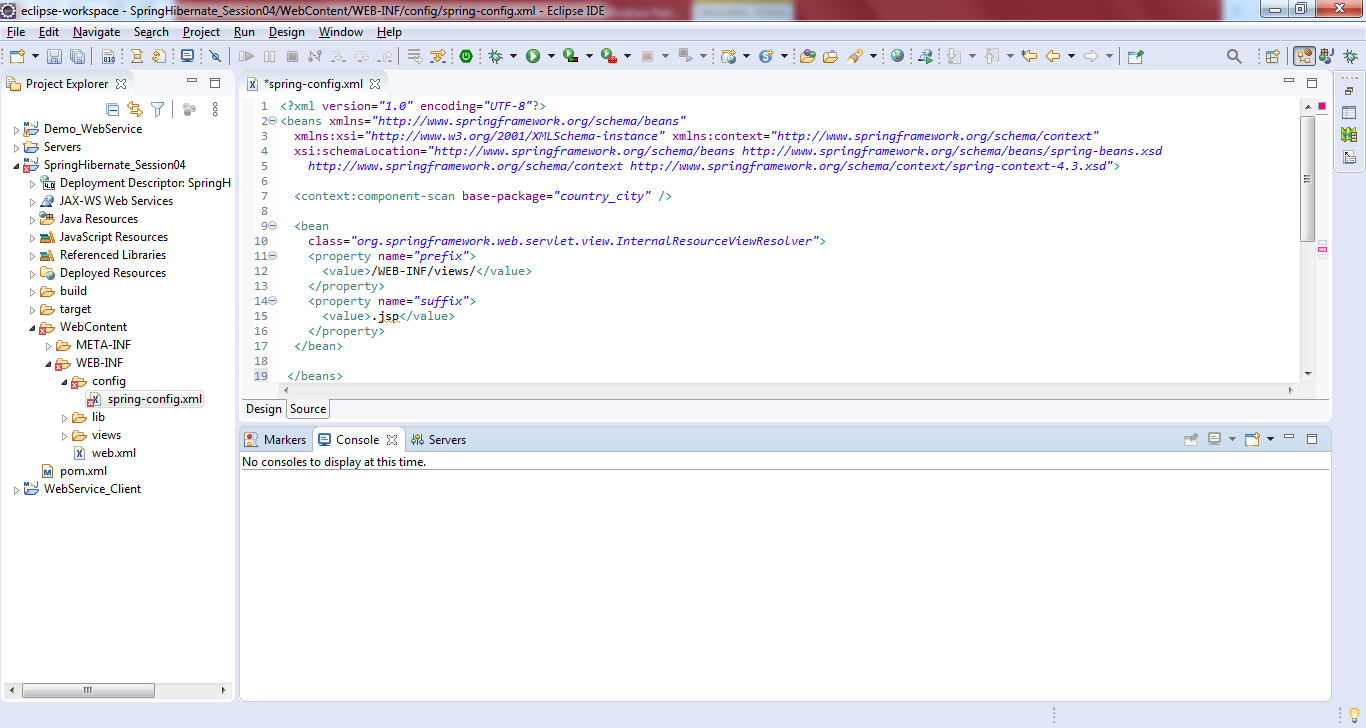 eclipse-workspace - SpringHibernate_Session04/WebContent/WEB-INF/config/spring-config.xml - Eclipse IDE
File Edit Navigate Search Project Run Design Window Help
Project Explorer
*spring-config.xml
Demo_WebService
Servers
SpringHibernate_Session04
Deployment Descriptor: SpringH
JAX-WS Web Services
Java Resources
JavaScript Resources
Referenced Libraries
Deployed Resources
build
target
WebContent
META-INF
WEB-INF
config
spring-config.xml
lib
views
web.xml
pom.xml
WebService_Client
1 <?xml version="1.0" encoding="UTF-8"?>
2 <beans xmlns="http://www.springframework.org/schema/beans"
3 xmlns:xsi="http://www.w3.org/2001/XMLSchema-instance" xmlns:context="http://www.springframework.org/schema/context"
4 xsi:schemaLocation="http://www.springframework.org/schema/beans http://www.springframework.org/schema/beans/spring-beans.xsd
5 http://www.springframework.org/schema/context http://www.springframework.org/schema/context/spring-context-4.3.xsd">
6
7 <context:component-scan base-package="country_city" />
8
9 <bean
10 class="org.springframework.web.servlet.view.InternalResourceViewResolver">
11 <property name="prefix">
12 <value>/WEB-INF/views/</value>
13 </property>
14 <property name="suffix">
15 <value>.jsp</value>
16 </property>
17 </bean>
18
19 </beans>
Design Source
Markers Console Servers
No consoles to display at this time.